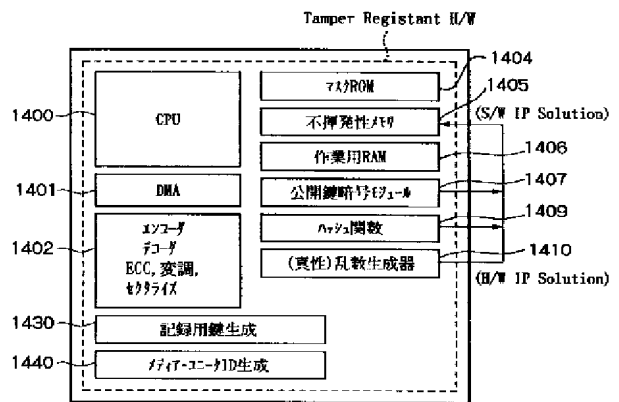 Tamper Registant H/W
1400
CPU
1401
DMA
1402
エンコーダ
デコーダ
ECC, 変調,
セクタライズ
1430
記録用鍵生成
1440
メディア・ユニークID生成
マスクROM
1404
不揮発性メモリ
1405
(S/W IP Solution)
作業用RAM
1406
公開鍵暗号モジュール
1407
ハッシュ関数
1409
(真性)乱数生成器
1410
(H/W IP Solution)